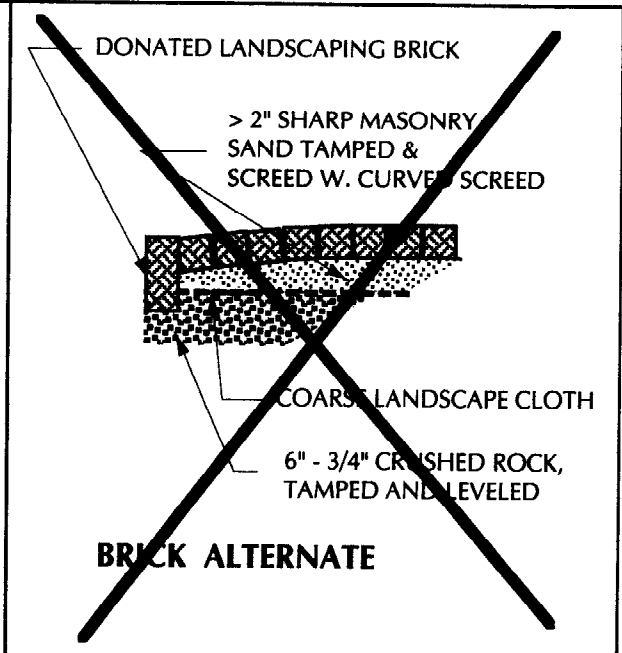 DONATED LANDSCAPING BRICK
> 2" SHARP MASONRY
SAND TAMPED &
SCREED W. CURVED SCREED
COARSE LANDSCAPE CLOTH
6" - 3/4" CRUSHED ROCK,
TAMPED AND LEVELED
BRICK ALTERNATE